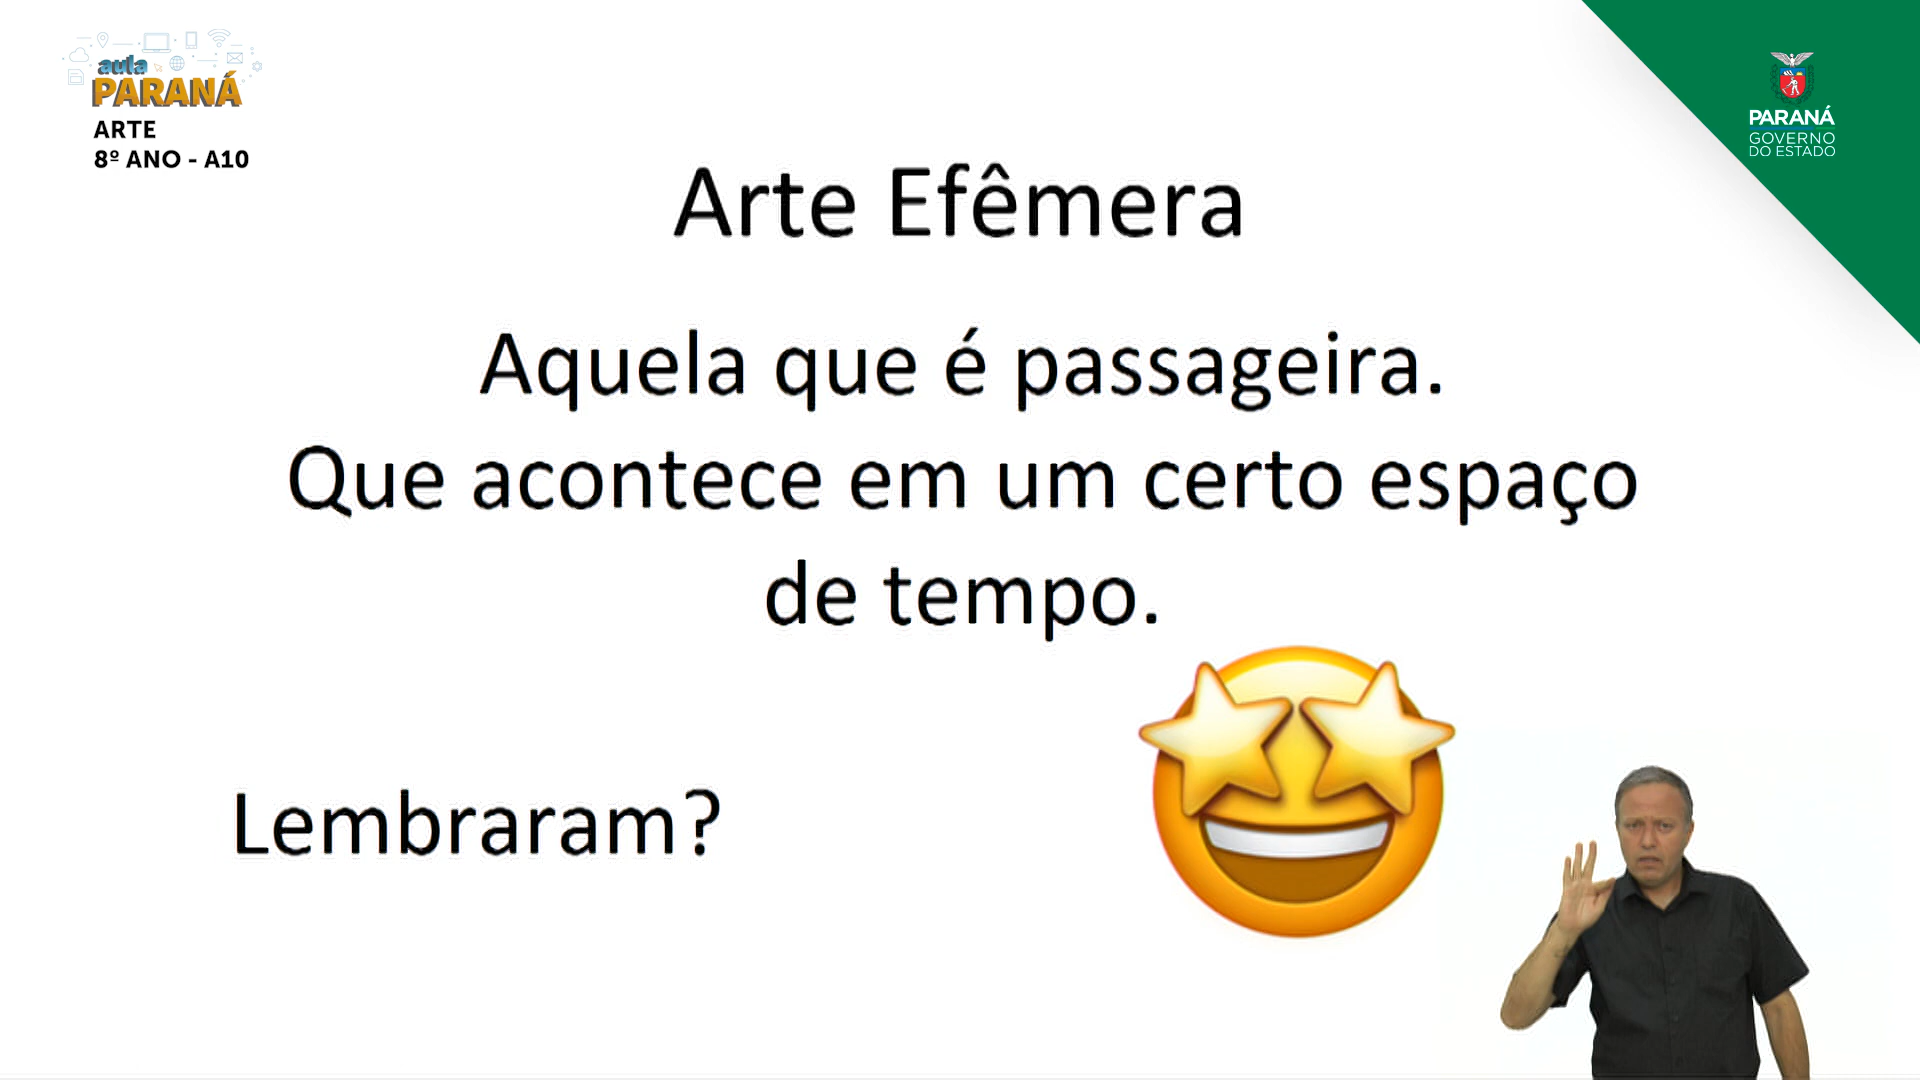 aula
PARANÁ
ARTE
8º ANO - A10
PARANÁ
GOVERNO
DO ESTADO
Arte Efêmera
Aquela que é passageira.
Que acontece em um certo espaço
de tempo.
Lembraram?